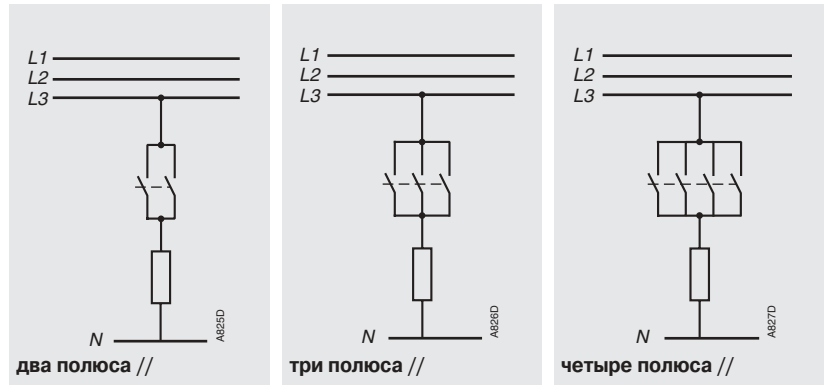 L1
L2
L3
N
A825D
два полюса //
L1
L2
L3
N
A826D
три полюса //
L1
L2
L3
N
A827D
четыре полюса //